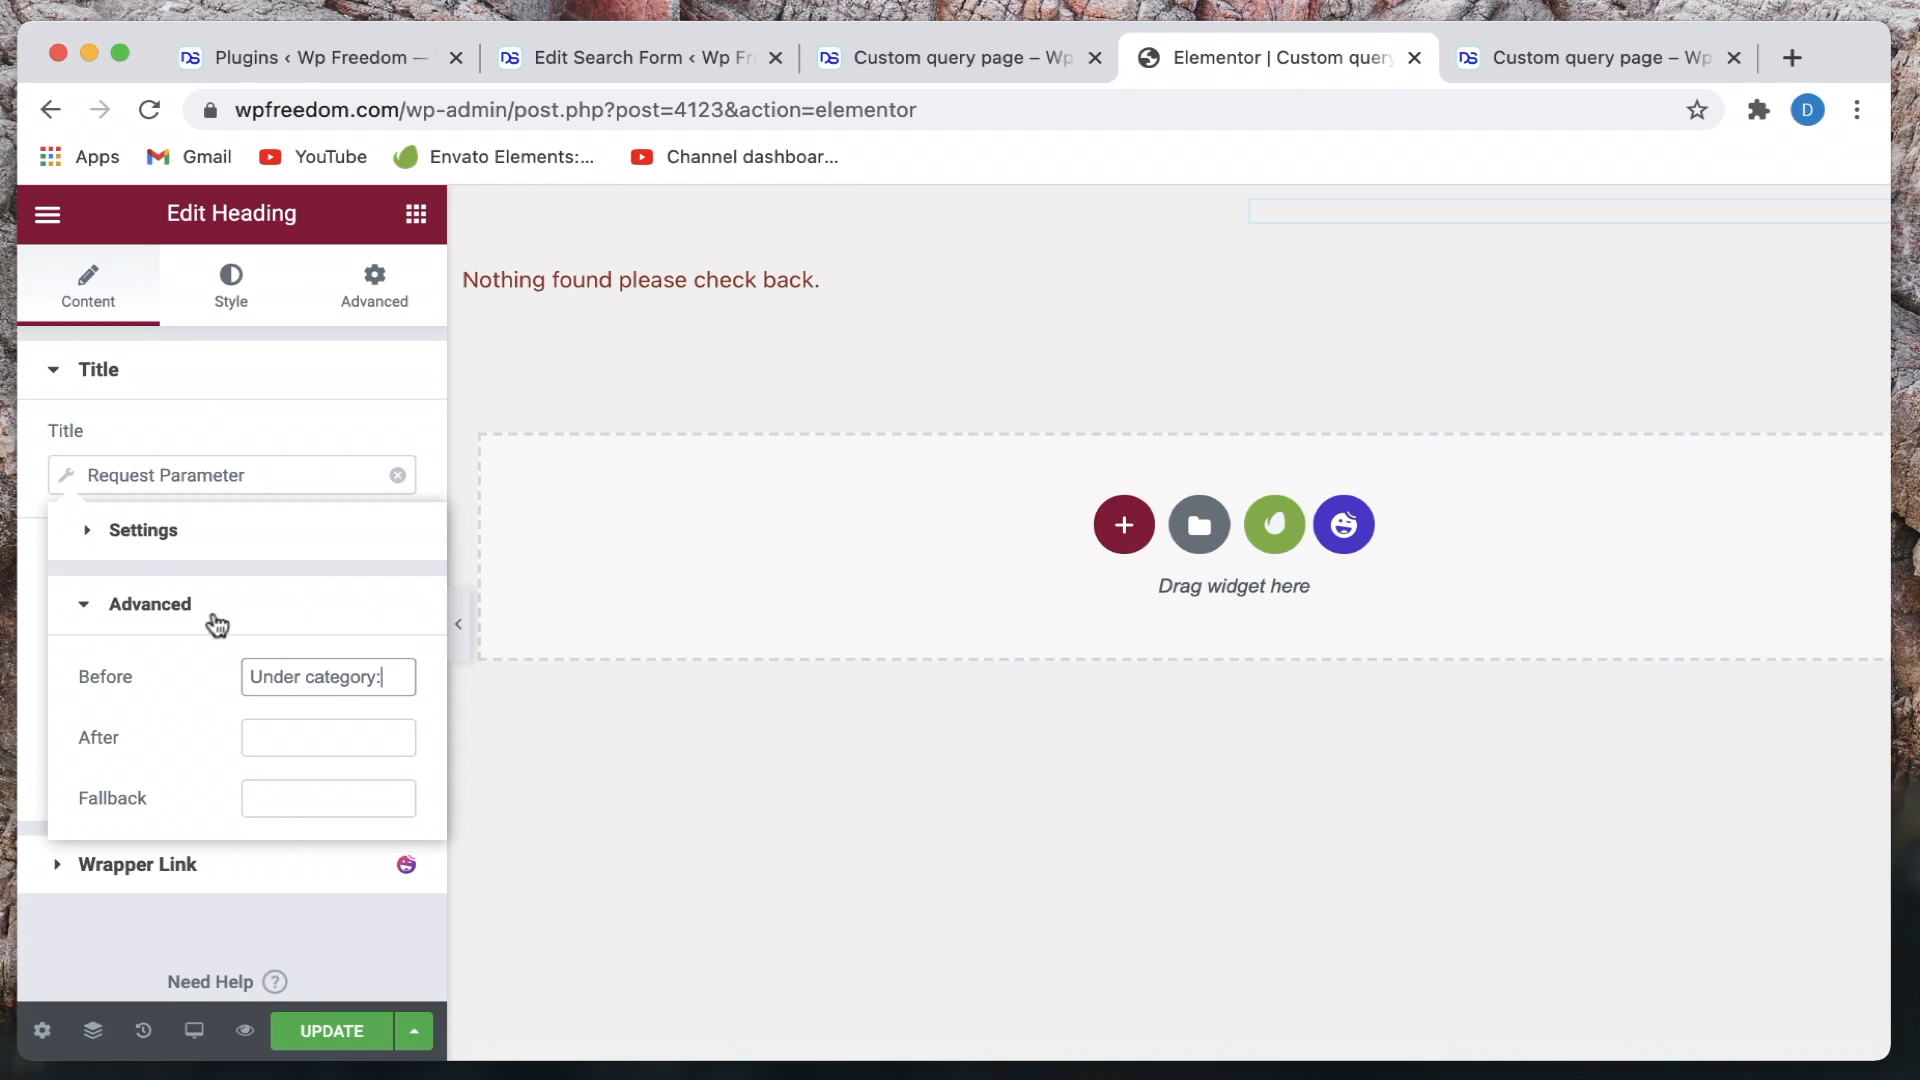 Plugins ‹ Wp Freedom —
Edit Search Form ‹ Wp Fr
Custom query page – Wp
Elementor | Custom quer
Custom query page – Wp
wpfreedom.com/wp-admin/post.php?post=4123&action=elementor
D
Apps
Gmail
YouTube
Envato Elements:...
Channel dashboar...
Edit Heading
Content
Style
Advanced
Nothing found please check back.
Title
Title
Request Parameter
Settings
Advanced
Before
Under category:
After
Fallback
Drag widget here
Wrapper Link
Need Help ?
UPDATE